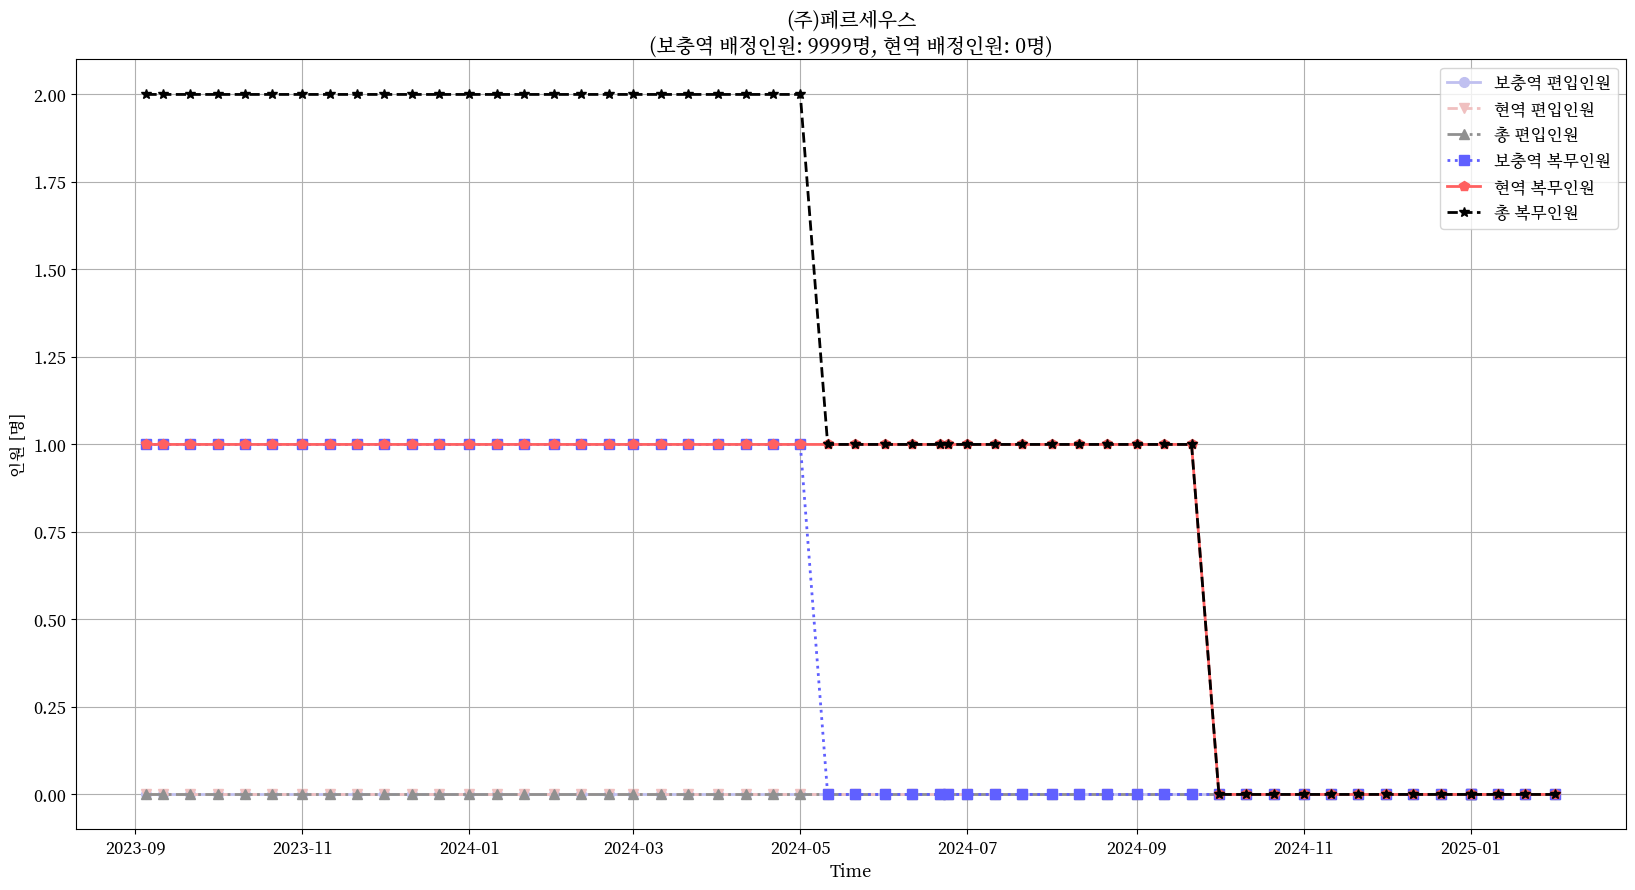 (주)페르세우스
(보충역 배정인원: 9999명, 현역 배정인원: 0명)
보충역 편입인원
현역 편입인원
총 편입인원
보충역 복무인원
현역 복무인원
총 복무인원
2.00
1.75
1.50
1.25
1.00
0.75
0.50
0.25
0.00
인원 [명]
2023-09
2023-11
2024-01
2024-03
2024-05
2024-07
2024-09
2024-11
2025-01
Time